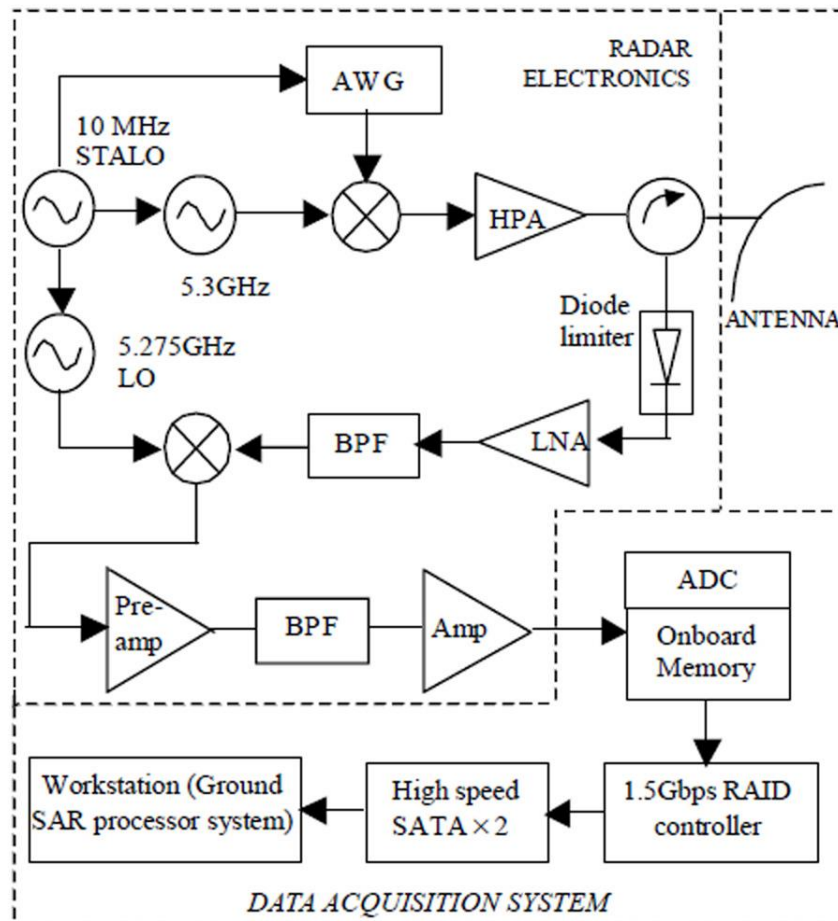 RADAR
ELECTRONICS
AWG
10 MHz
STALO
HPA
5.3GHz
ANTENNA
Diode
limiter
5.275GHz
LO
BPF
LNA
Pre-
amp
BPF
Amp
ADC
Onboard
Memory
Workstation (Ground
SAR processor system)
High speed
SATA×2
1.5Gbps RAID
controller
DATA ACQUISITION SYSTEM